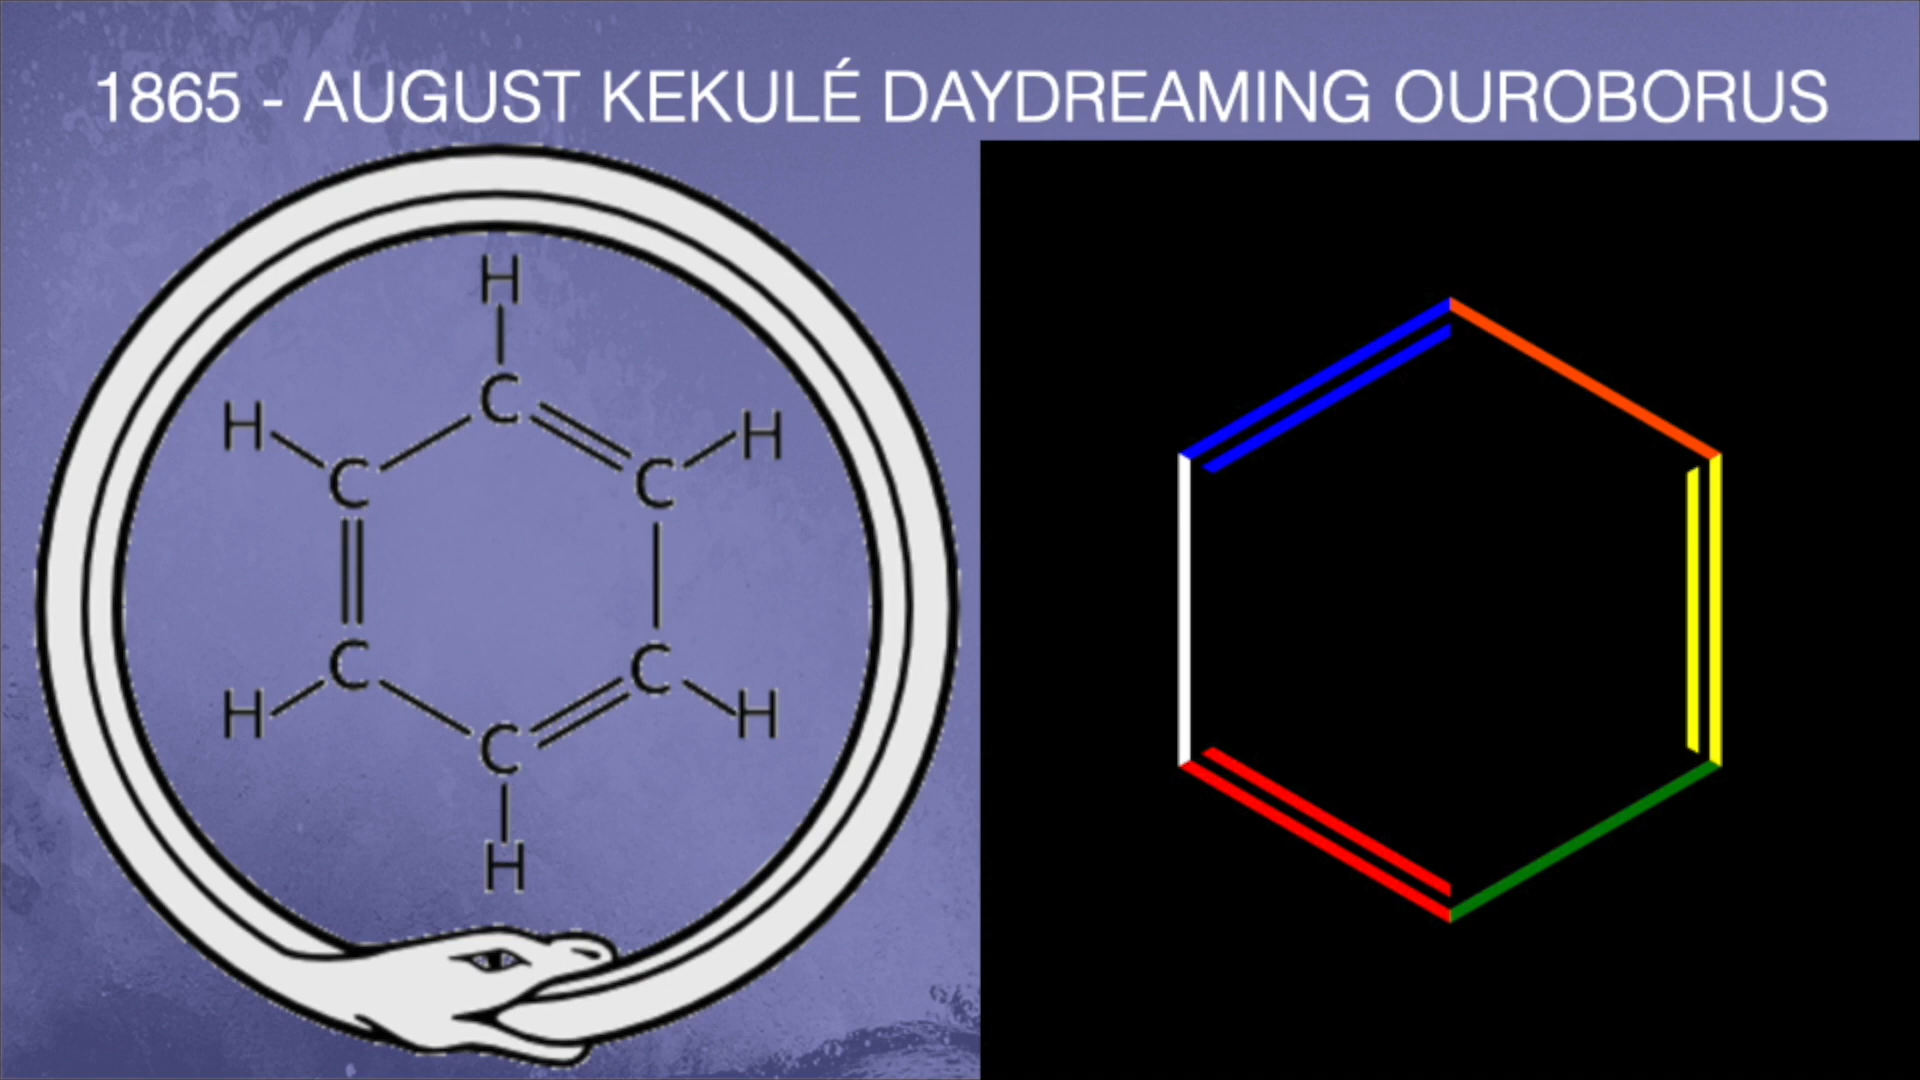 1865 - AUGUST KEKULÉ DAYDREAMING OUROBORUS
H
C
H H
C C
C C
H H
C
H